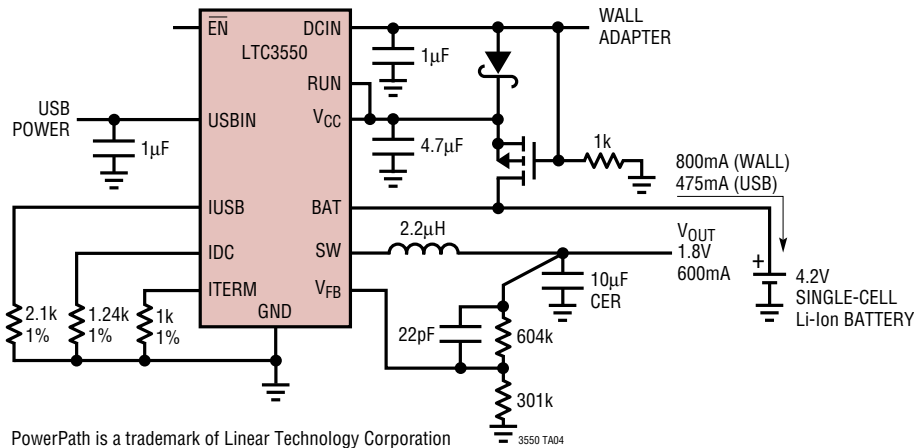 EN
DCIN
WALL
ADAPTER
LTC3550
1µF
RUN
USB
POWER
USBIN
VCC
1µF
4.7µF
1k
800mA (WALL)
475mA (USB)
IUSB
BAT
2.2µH
VOUT
1.8V
600mA
IDC
SW
+
10µF
CER
4.2V
SINGLE-CELL
Li-Ion BATTERY
ITERM
VFB
GND
2.1k
1%
1.24k
1%
1k
1%
22pF
604k
301k
PowerPath is a trademark of Linear Technology Corporation
3550 TA04